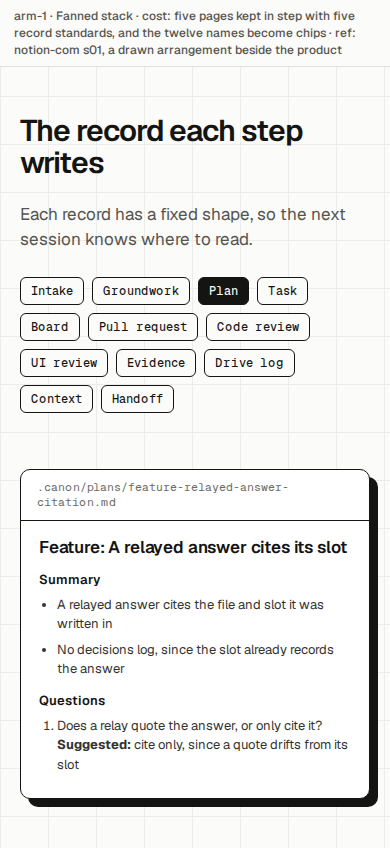 arm-1 · Fanned stack · cost: five pages kept in step with five
record standards, and the twelve names become chips · ref:
notion-com s01, a drawn arrangement beside the product
The record each step
writes
Each record has a fixed shape, so the next
session knows where to read.
Intake Groundwork Plan Task
Board Pull request Code review
UI review Evidence Drive log
Context Handoff
.canon/plans/feature-relayed-answer-
citation.md
Feature: A relayed answer cites its slot
Summary
• A relayed answer cites the file and slot it was
written in
• No decisions log, since the slot already records
the answer
Questions
1. Does a relay quote the answer, or only cite it?
Suggested: cite only, since a quote drifts from its
slot